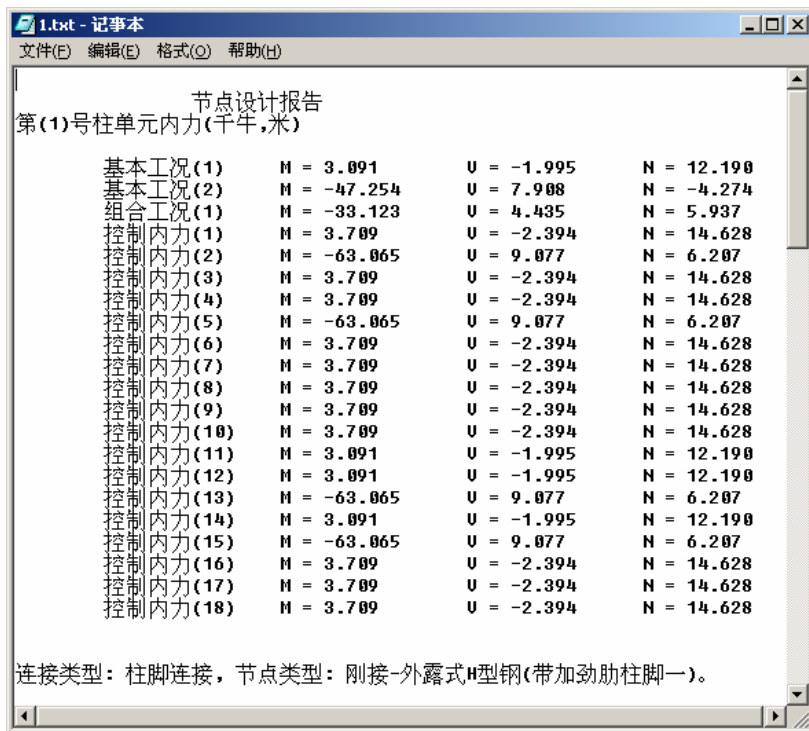 1.txt - 记事本
文件(F) 编辑(E) 格式(O) 帮助(H)
节点设计报告
第(1)号柱单元内力(千牛,米)
基本工况(1) M = 3.091 V = -1.995 N = 12.190
基本工况(2) M = -47.254 V = 7.908 N = -4.274
组合工况(1) M = -33.123 V = 4.435 N = 5.937
控制内力(1) M = 3.709 V = -2.394 N = 14.628
控制内力(2) M = -63.065 V = 9.077 N = 6.207
控制内力(3) M = 3.709 V = -2.394 N = 14.628
控制内力(4) M = 3.709 V = -2.394 N = 14.628
控制内力(5) M = -63.065 V = 9.077 N = 6.207
控制内力(6) M = 3.709 V = -2.394 N = 14.628
控制内力(7) M = 3.709 V = -2.394 N = 14.628
控制内力(8) M = 3.709 V = -2.394 N = 14.628
控制内力(9) M = 3.709 V = -2.394 N = 14.628
控制内力(10) M = 3.709 V = -2.394 N = 14.628
控制内力(11) M = 3.091 V = -1.995 N = 12.190
控制内力(12) M = 3.091 V = -1.995 N = 12.190
控制内力(13) M = -63.065 V = 9.077 N = 6.207
控制内力(14) M = 3.091 V = -1.995 N = 12.190
控制内力(15) M = -63.065 V = 9.077 N = 6.207
控制内力(16) M = 3.709 V = -2.394 N = 14.628
控制内力(17) M = 3.709 V = -2.394 N = 14.628
控制内力(18) M = 3.709 V = -2.394 N = 14.628
连接类型: 柱脚连接, 节点类型: 刚接-外露式H型钢(带加劲肋柱脚一)。